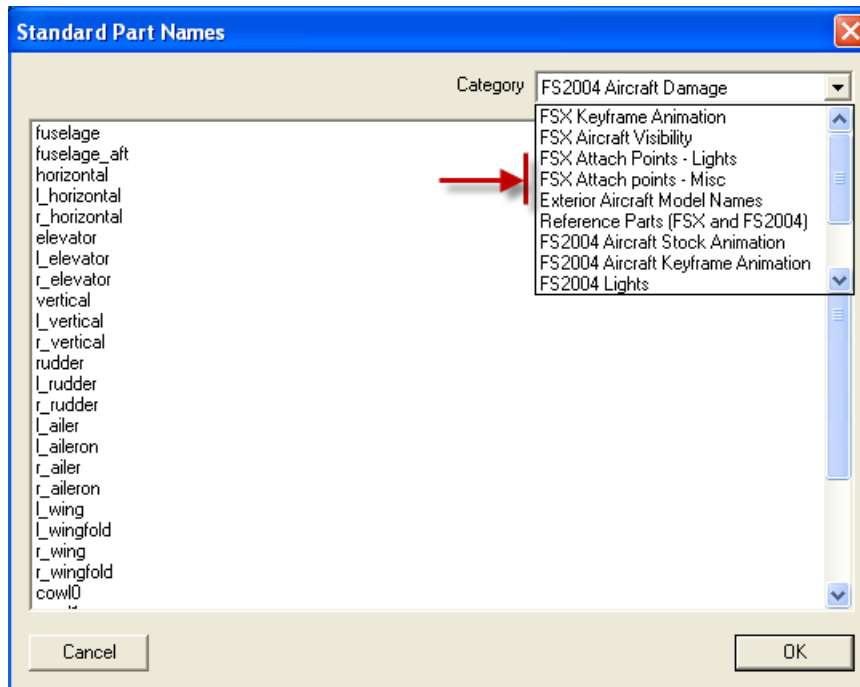 Standard Part Names
Category
FS2004 Aircraft Damage
FSX Keyframe Animation
FSX Aircraft Visibility
FSX Attach Points - Lights
FSX Attach points - Misc
Exterior Aircraft Model Names
Reference Parts (FSX and FS2004)
FS2004 Aircraft Stock Animation
FS2004 Aircraft Keyframe Animation
FS2004 Lights
fuselage
fuselage_aft
horizontal
l_horizontal
r_horizontal
elevator
l_elevator
r_elevator
vertical
l_vertical
r_vertical
rudder
l_rudder
r_rudder
l_ailer
l_aileron
r_ailer
r_aileron
l_wing
l_wingfold
r_wing
r_wingfold
cowl0
Cancel
OK